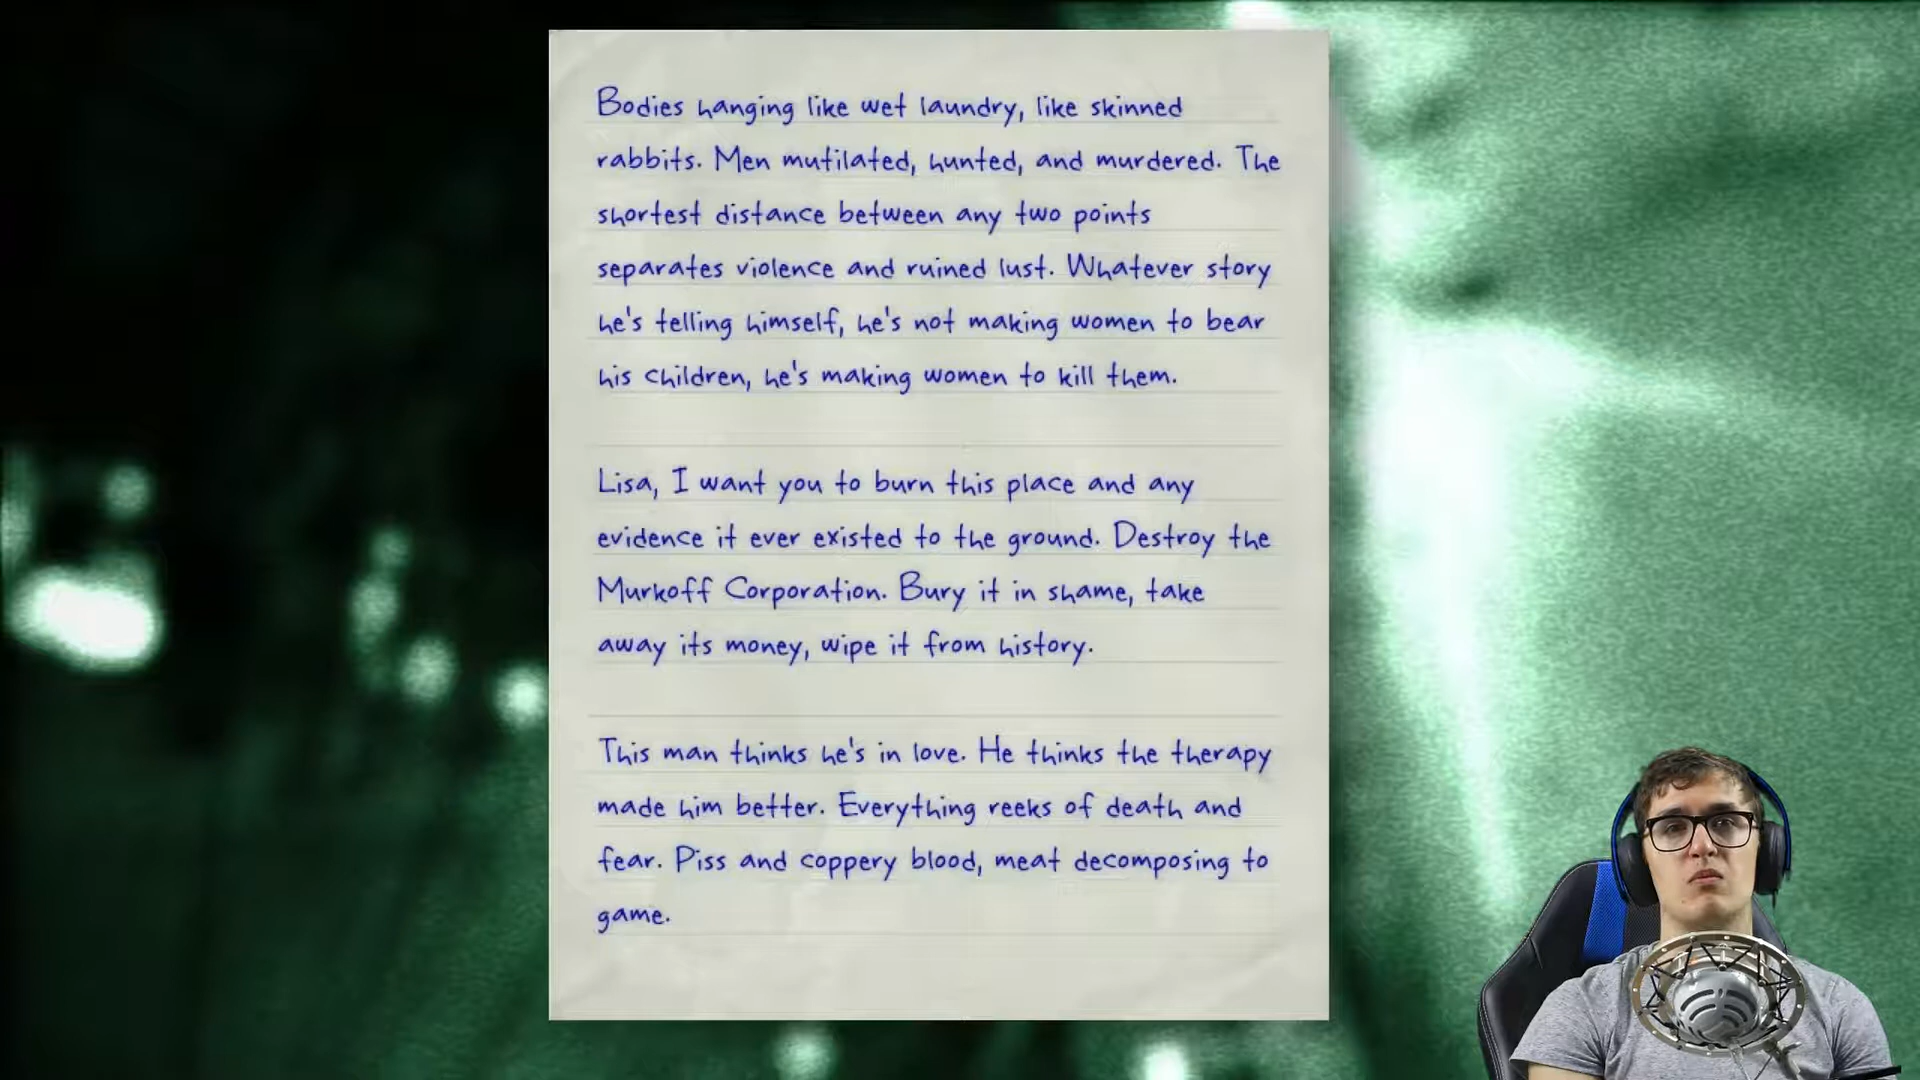 Bodies hanging like wet laundry, like skinned
rabbits. Men mutilated, hunted, and murdered. The
shortest distance between any two points
separates violence and ruined lust. Whatever story
he's telling himself, he's not making women to bear
his children, he's making women to kill them.
Lisa, I want you to burn this place and any
evidence it ever existed to the ground. Destroy the
Murkoff Corporation. Bury it in shame, take
away its money, wipe it from history.
This man thinks he's in love. He thinks the therapy
made him better. Everything reeks of death and
fear. Piss and coppery blood, meat decomposing to
game.